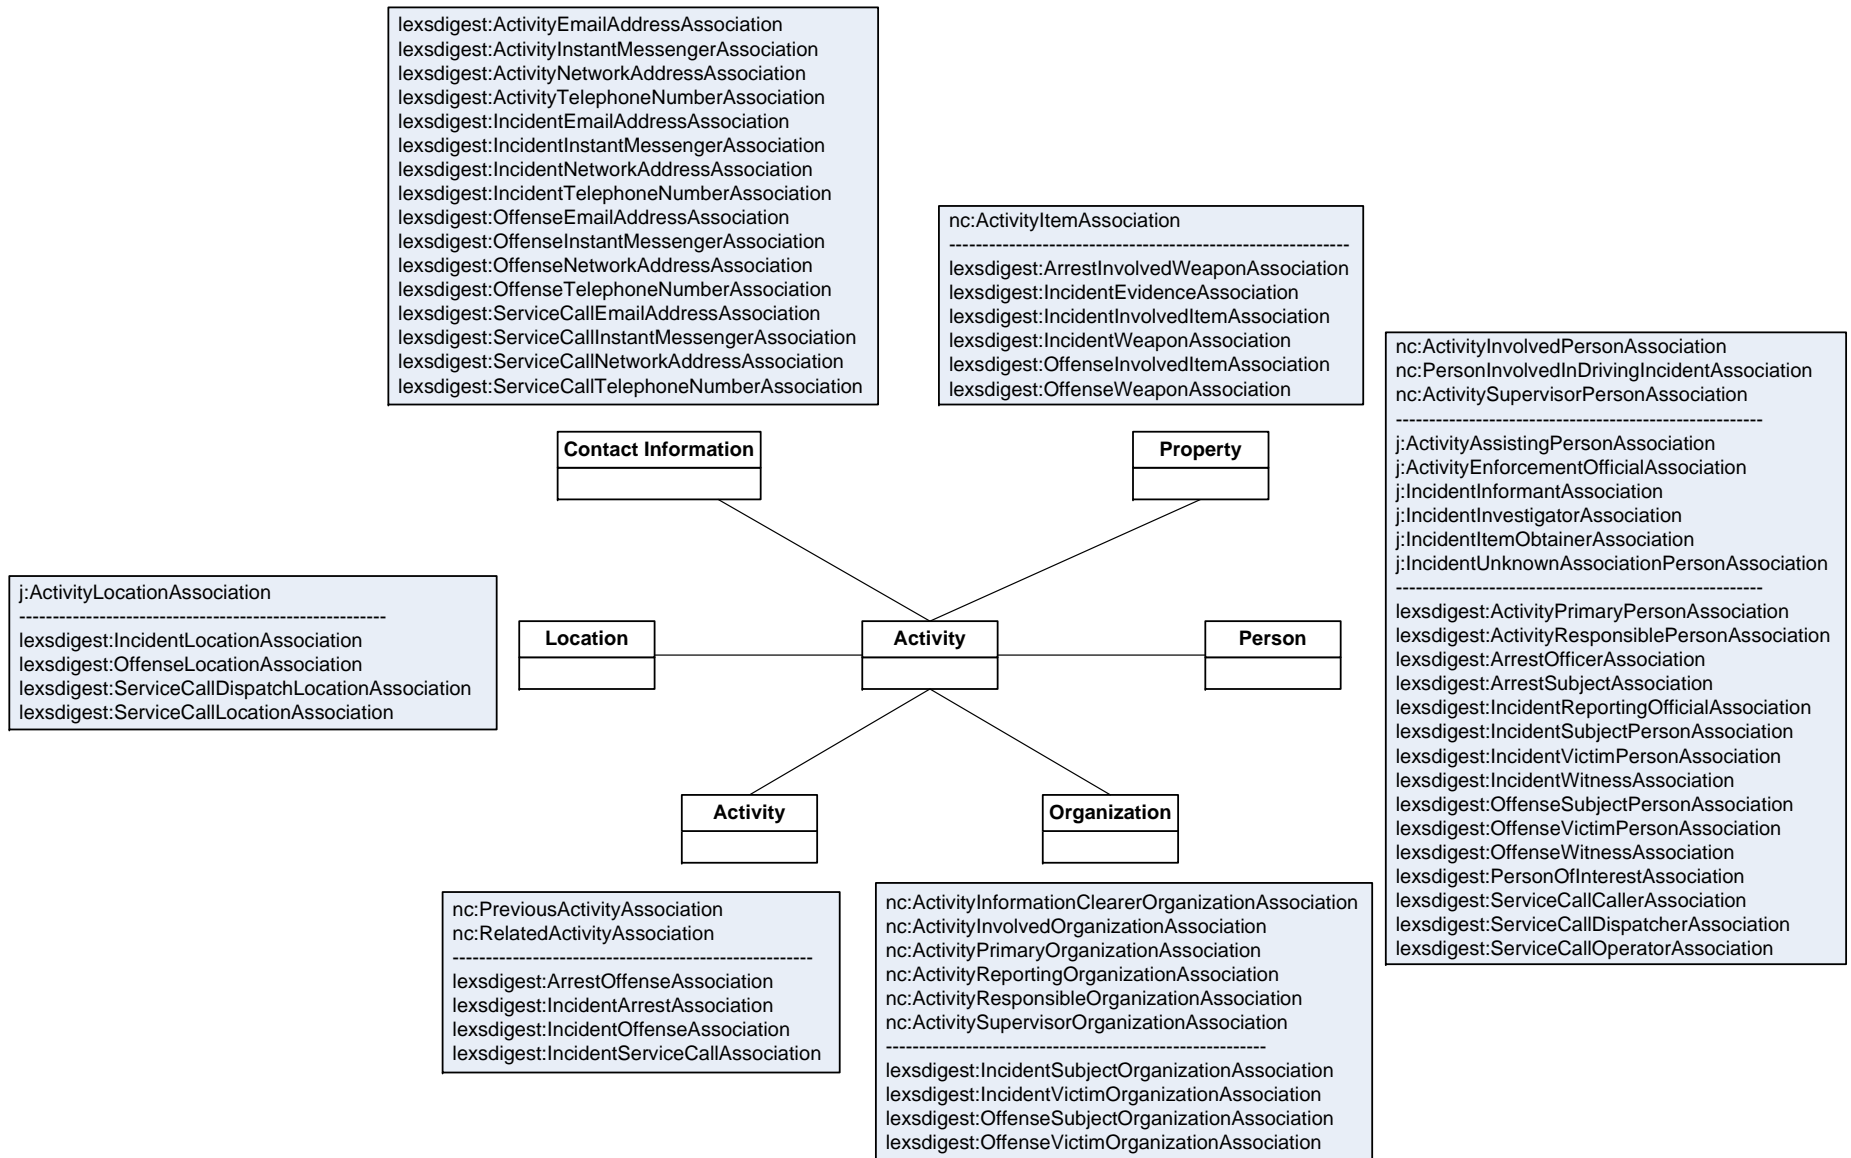 lexsdigest:ActivityEmailAddressAssociation
lexsdigest:ActivityInstantMessengerAssociation
lexsdigest:ActivityNetworkAddressAssociation
lexsdigest:ActivityTelephoneNumberAssociation
lexsdigest:IncidentEmailAddressAssociation
lexsdigest:IncidentInstantMessengerAssociation
lexsdigest:IncidentNetworkAddressAssociation
lexsdigest:IncidentTelephoneNumberAssociation
lexsdigest:OffenseEmailAddressAssociation
lexsdigest:OffenseInstantMessengerAssociation
lexsdigest:OffenseNetworkAddressAssociation
lexsdigest:OffenseTelephoneNumberAssociation
lexsdigest:ServiceCallEmailAddressAssociation
lexsdigest:ServiceCallInstantMessengerAssociation
lexsdigest:ServiceCallNetworkAddressAssociation
lexsdigest:ServiceCallTelephoneNumberAssociation
nc:ActivityItemAssociation
------------------------------------------------------------
lexsdigest:ArrestInvolvedWeaponAssociation
lexsdigest:IncidentEvidenceAssociation
lexsdigest:IncidentInvolvedItemAssociation
lexsdigest:IncidentWeaponAssociation
lexsdigest:OffenseInvolvedItemAssociation
lexsdigest:OffenseWeaponAssociation
nc:ActivityInvolvedPersonAssociation
nc:PersonInvolvedInDrivingIncidentAssociation
nc:ActivitySupervisorPersonAssociation
-------------------------------------------------------
j:ActivityAssistingPersonAssociation
j:ActivityEnforcementOfficialAssociation
j:IncidentInformantAssociation
j:IncidentInvestigatorAssociation
j:IncidentItemObtainerAssociation
j:IncidentUnknownAssociationPersonAssociation
-------------------------------------------------------
lexsdigest:ActivityPrimaryPersonAssociation
lexsdigest:ActivityResponsiblePersonAssociation
lexsdigest:ArrestOfficerAssociation
lexsdigest:ArrestSubjectAssociation
lexsdigest:IncidentReportingOfficialAssociation
lexsdigest:IncidentSubjectPersonAssociation
lexsdigest:IncidentVictimPersonAssociation
lexsdigest:IncidentWitnessAssociation
lexsdigest:OffenseSubjectPersonAssociation
lexsdigest:OffenseVictimPersonAssociation
lexsdigest:OffenseWitnessAssociation
lexsdigest:PersonOfInterestAssociation
lexsdigest:ServiceCallCallerAssociation
lexsdigest:ServiceCallDispatcherAssociation
lexsdigest:ServiceCallOperatorAssociation
Contact Information
Property
j:ActivityLocationAssociation
-------------------------------------------------------
lexsdigest:IncidentLocationAssociation
lexsdigest:OffenseLocationAssociation
lexsdigest:ServiceCallDispatchLocationAssociation
lexsdigest:ServiceCallLocationAssociation
Location
Activity
Person
Activity
Organization
nc:PreviousActivityAssociation
nc:RelatedActivityAssociation
------------------------------------------------------
lexsdigest:ArrestOffenseAssociation
lexsdigest:IncidentArrestAssociation
lexsdigest:IncidentOffenseAssociation
lexsdigest:IncidentServiceCallAssociation
nc:ActivityInformationClearerOrganizationAssociation
nc:ActivityInvolvedOrganizationAssociation
nc:ActivityPrimaryOrganizationAssociation
nc:ActivityReportingOrganizationAssociation
nc:ActivityResponsibleOrganizationAssociation
nc:ActivitySupervisorOrganizationAssociation
---------------------------------------------------------
lexsdigest:IncidentSubjectOrganizationAssociation
lexsdigest:IncidentVictimOrganizationAssociation
lexsdigest:OffenseSubjectOrganizationAssociation
lexsdigest:OffenseVictimOrganizationAssociation